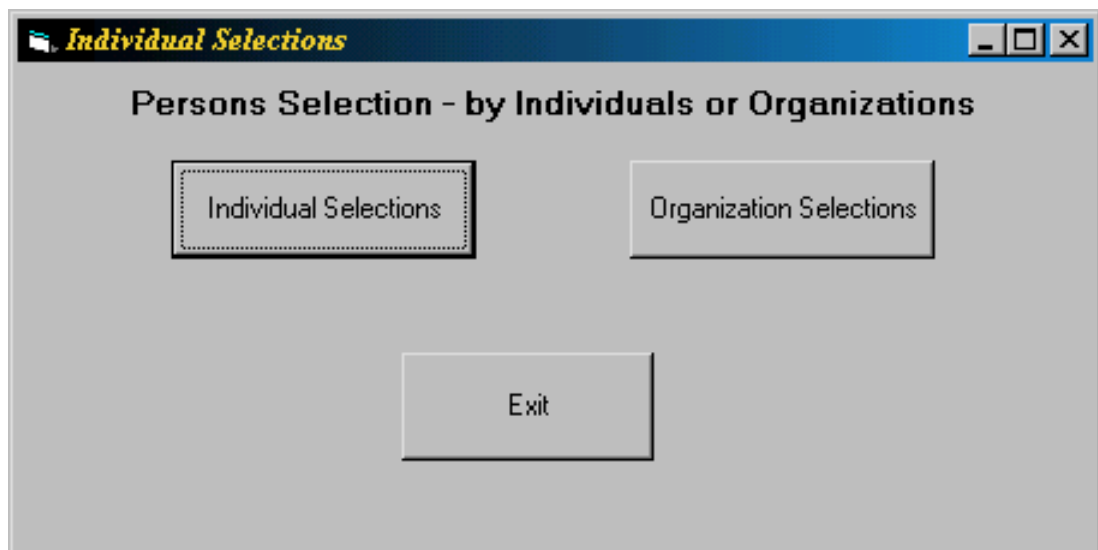 Individual Selections
Persons Selection - by Individuals or Organizations
Individual Selections Organization Selections
Exit